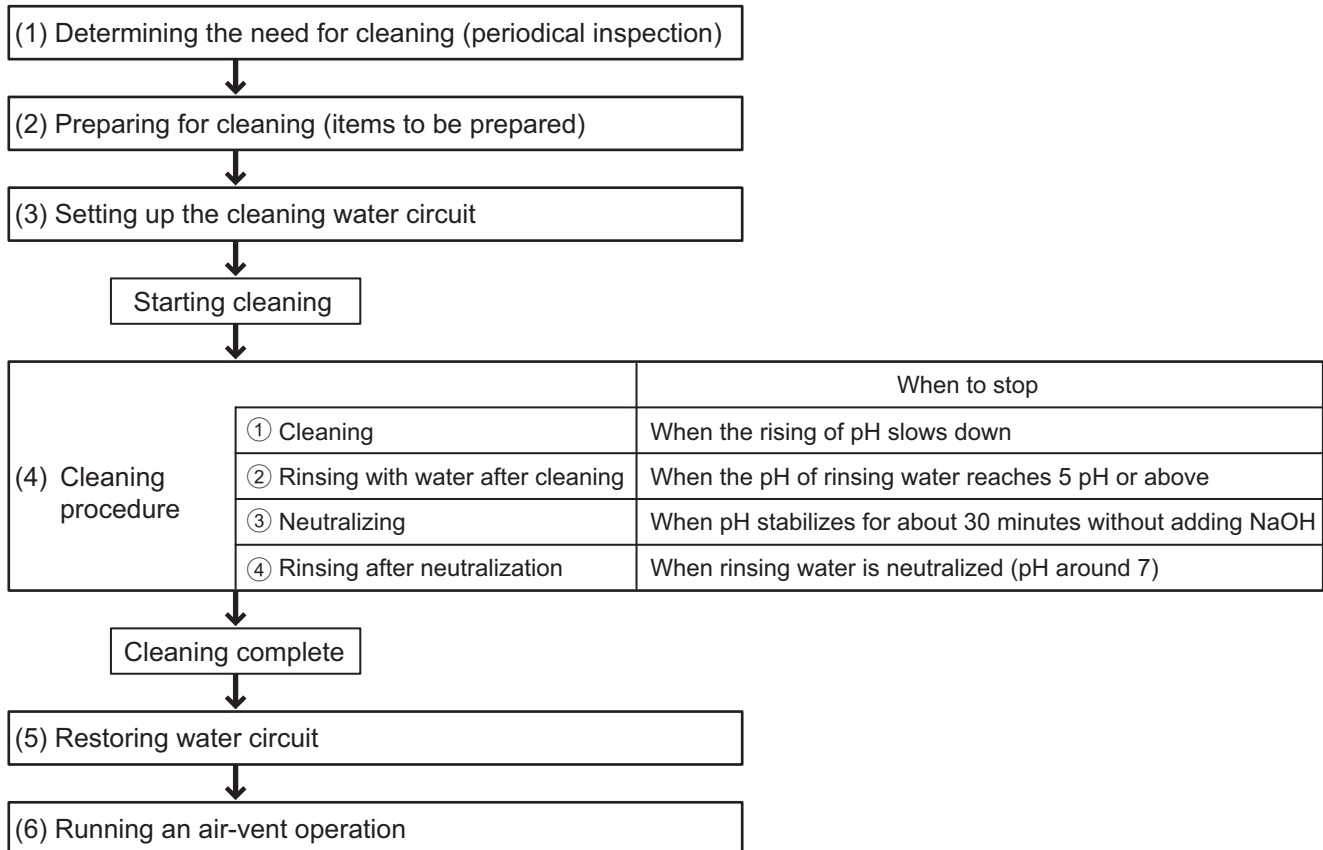 (1) Determining the need for cleaning (periodical inspection)
(2) Preparing for cleaning (items to be prepared)
(3) Setting up the cleaning water circuit
Starting cleaning
When to stop
(4) Cleaning
procedure
① Cleaning
When the rising of pH slows down
② Rinsing with water after cleaning
When the pH of rinsing water reaches 5 pH or above
③ Neutralizing
When pH stabilizes for about 30 minutes without adding NaOH
④ Rinsing after neutralization
When rinsing water is neutralized (pH around 7)
Cleaning complete
(5) Restoring water circuit
(6) Running an air-vent operation